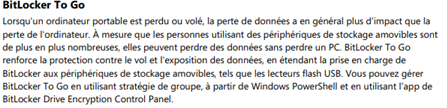 BitLocker To Go
Lorsqu'un ordinateur portable est perdu ou volé, la perte de données a en général plus d'impact que la
perte de l'ordinateur. À mesure que les personnes utilisant des périphériques de stockage amovibles sont
de plus en plus nombreuses, elles peuvent perdre des données sans perdre un PC. BitLocker To Go
renforce la protection contre le vol et l'exposition des données, en étendant la prise en charge de
BitLocker aux périphériques de stockage amovibles, tels que les lecteurs flash USB. Vous pouvez gérer
BitLocker To Go en utilisant stratégie de groupe, à partir de Windows PowerShell et en utilisant l'app de
BitLocker Drive Encryption Control Panel.